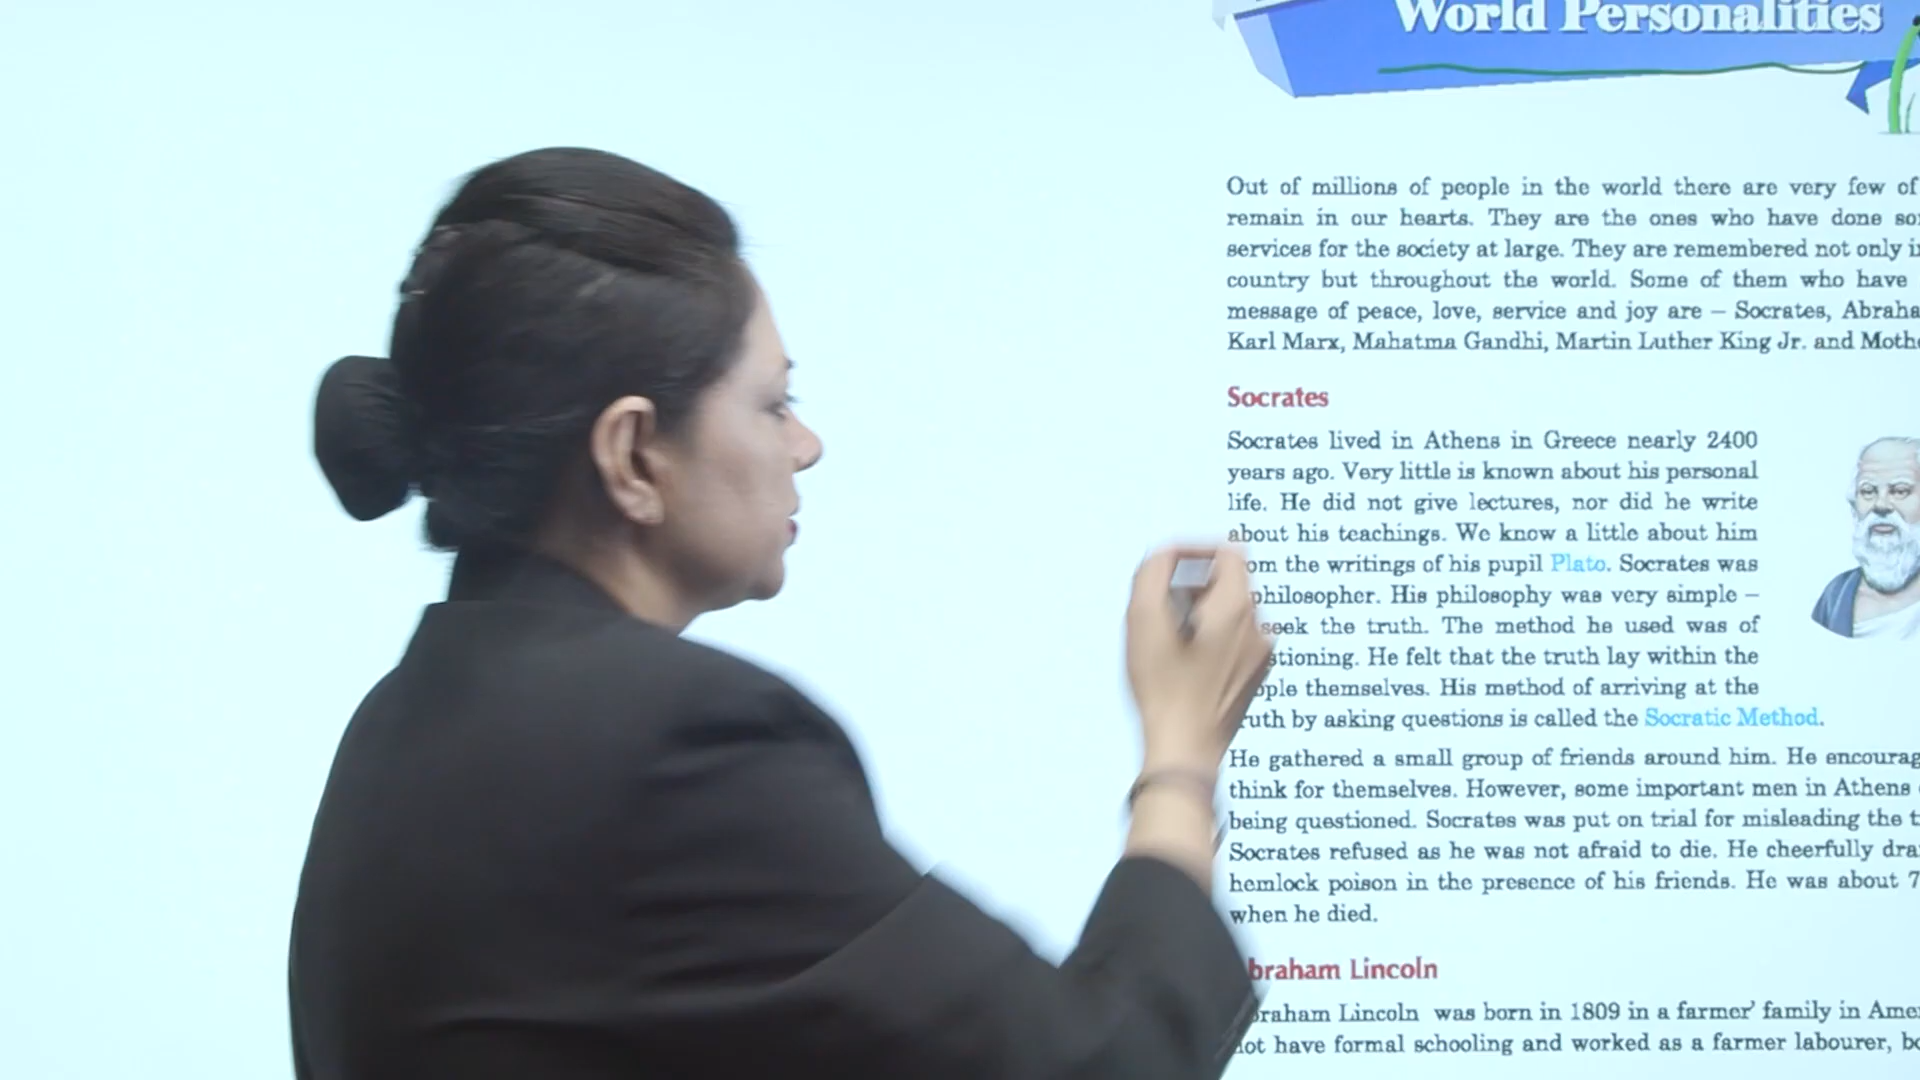 World Personalities
Out of millions of people in the world there are very few of
remain in our hearts. They are the ones who have done
services for the society at large. They are remembered not only
country but throughout the world. Some of them who have
message of peace, love, service and joy are – Socrates,
Karl Marx, Mahatma Gandhi, Martin Luther King Jr. and
Socrates
Socrates lived in Athens in Greece nearly 2400
years ago. Very little is known about his personal
life. He did not give lectures, nor did he write
about his teachings. We know a little about him
the writings of his pupil Plato. Socrates was
philosopher. His philosophy was very simple –
seek the truth. The method he used was of
He felt that the truth lay within the
themselves. His method of arriving at the
by asking questions is called the Socratic Method.
He gathered a small group of friends around him. He
think for themselves. However, some important men in Athens
being questioned. Socrates was put on trial for misleading the
Socrates refused as he was not afraid to die. He cheerfully
hemlock poison in the presence of his friends. He was about
when he died.
Lincoln
Lincoln was born in 1809 in a farmer' family in
have formal schooling and worked as a farmer labourer,